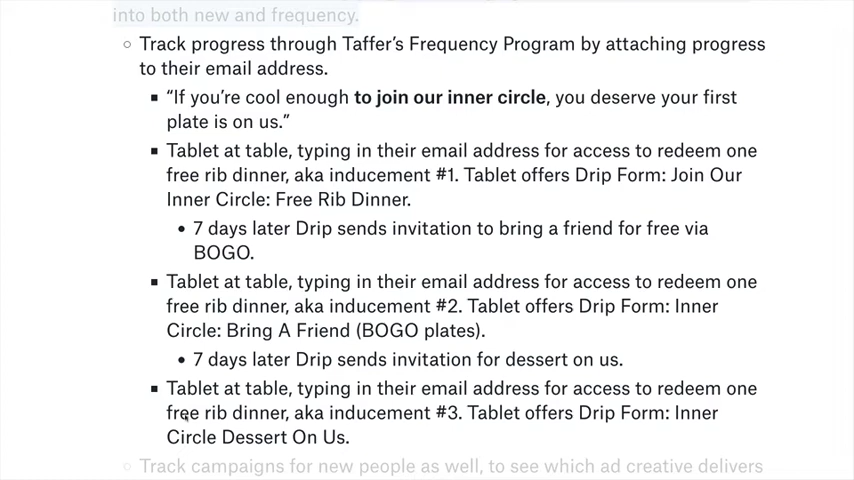 into both new and frequency.
Track progress through Taffer's Frequency Program by attaching progress
to their email address.
"If you're cool enough to join our inner circle, you deserve your first
plate is on us."
Tablet at table, typing in their email address for access to redeem one
free rib dinner, aka inducement #1. Tablet offers Drip Form: Join Our
Inner Circle: Free Rib Dinner.
7 days later Drip sends invitation to bring a friend for free via
BOGO.
Tablet at table, typing in their email address for access to redeem one
free rib dinner, aka inducement #2. Tablet offers Drip Form: Inner
Circle: Bring A Friend (BOGO plates).
7 days later Drip sends invitation for dessert on us.
Tablet at table, typing in their email address for access to redeem one
free rib dinner, aka inducement #3. Tablet offers Drip Form: Inner
Circle Dessert On Us.
Track campaigns for new people as well, to see which ad creative delivers